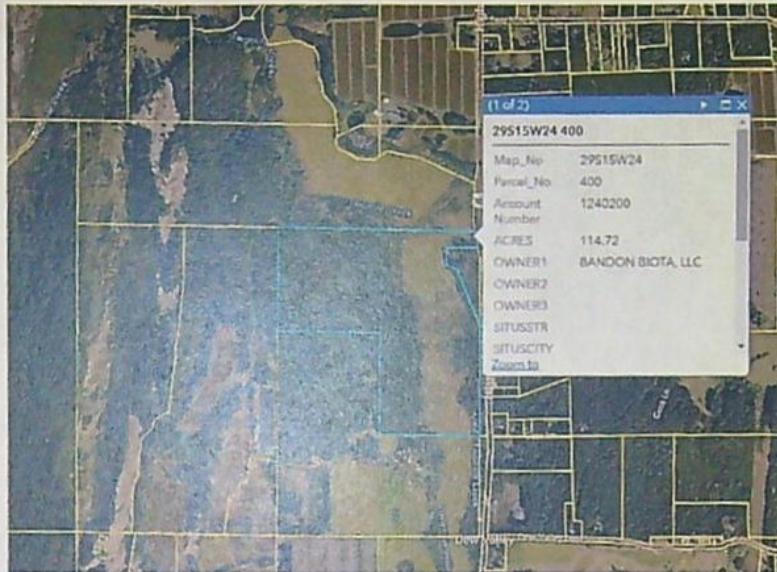 (1 of 2)
29S15W24 400
Map_No 29S15W24
Parcel_No 400
Account Number 1240200
ACRES 114.72
OWNER1 BANDON BIOTA, LLC
OWNER2
OWNER3
SITUSSTR
SITUSCITY
Zoom to